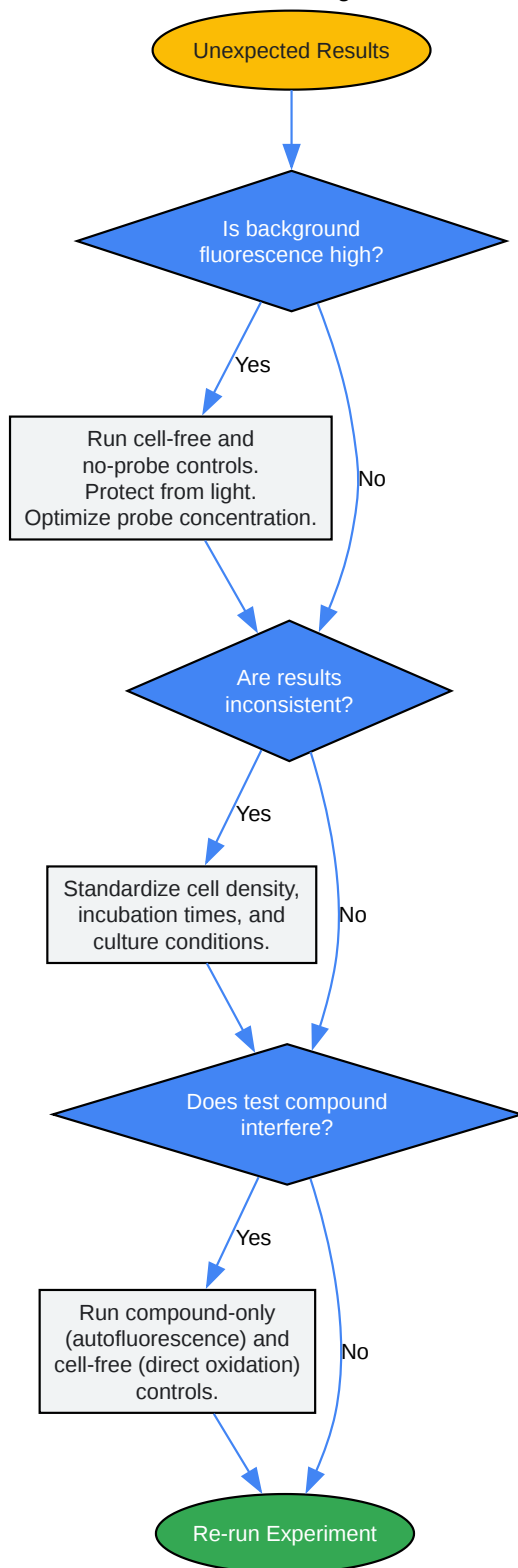 Unexpected Results
Is background
fluorescence high?
Yes
Run cell-free and
no-probe controls.
Protect from light.
Optimize probe concentration.
No
Are results
inconsistent?
Yes
Standardize cell density,
incubation times, and
culture conditions.
No
Does test compound
interfere?
Yes
Run compound-only
(autofluorescence) and
cell-free (direct oxidation)
controls.
No
Re-run Experiment